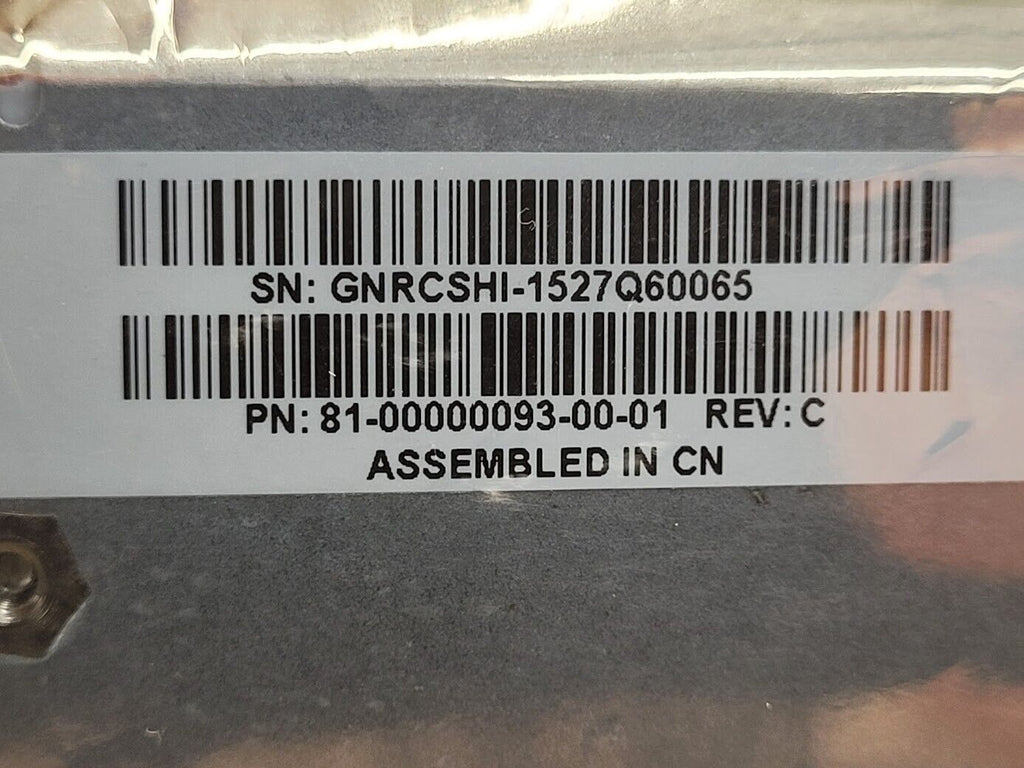 SN: GNRCSHI-1527Q60065
PN: 81-00000093-00-01 REV: C
ASSEMBLED IN CN